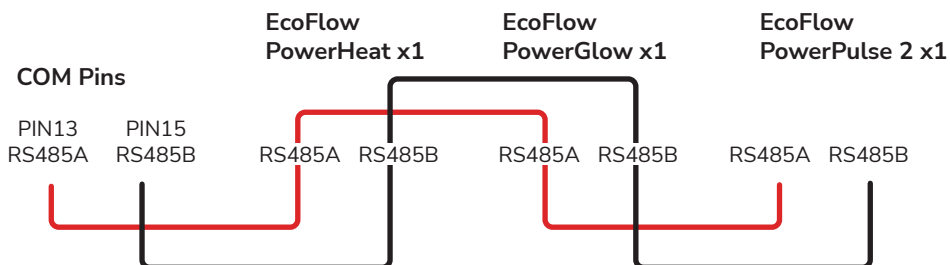 EcoFlow
PowerHeat x1
EcoFlow
PowerGlow x1
EcoFlow
PowerPulse 2 x1
COM Pins
PIN13 PIN15
RS485A RS485B RS485A RS485B RS485A RS485B RS485A RS485B